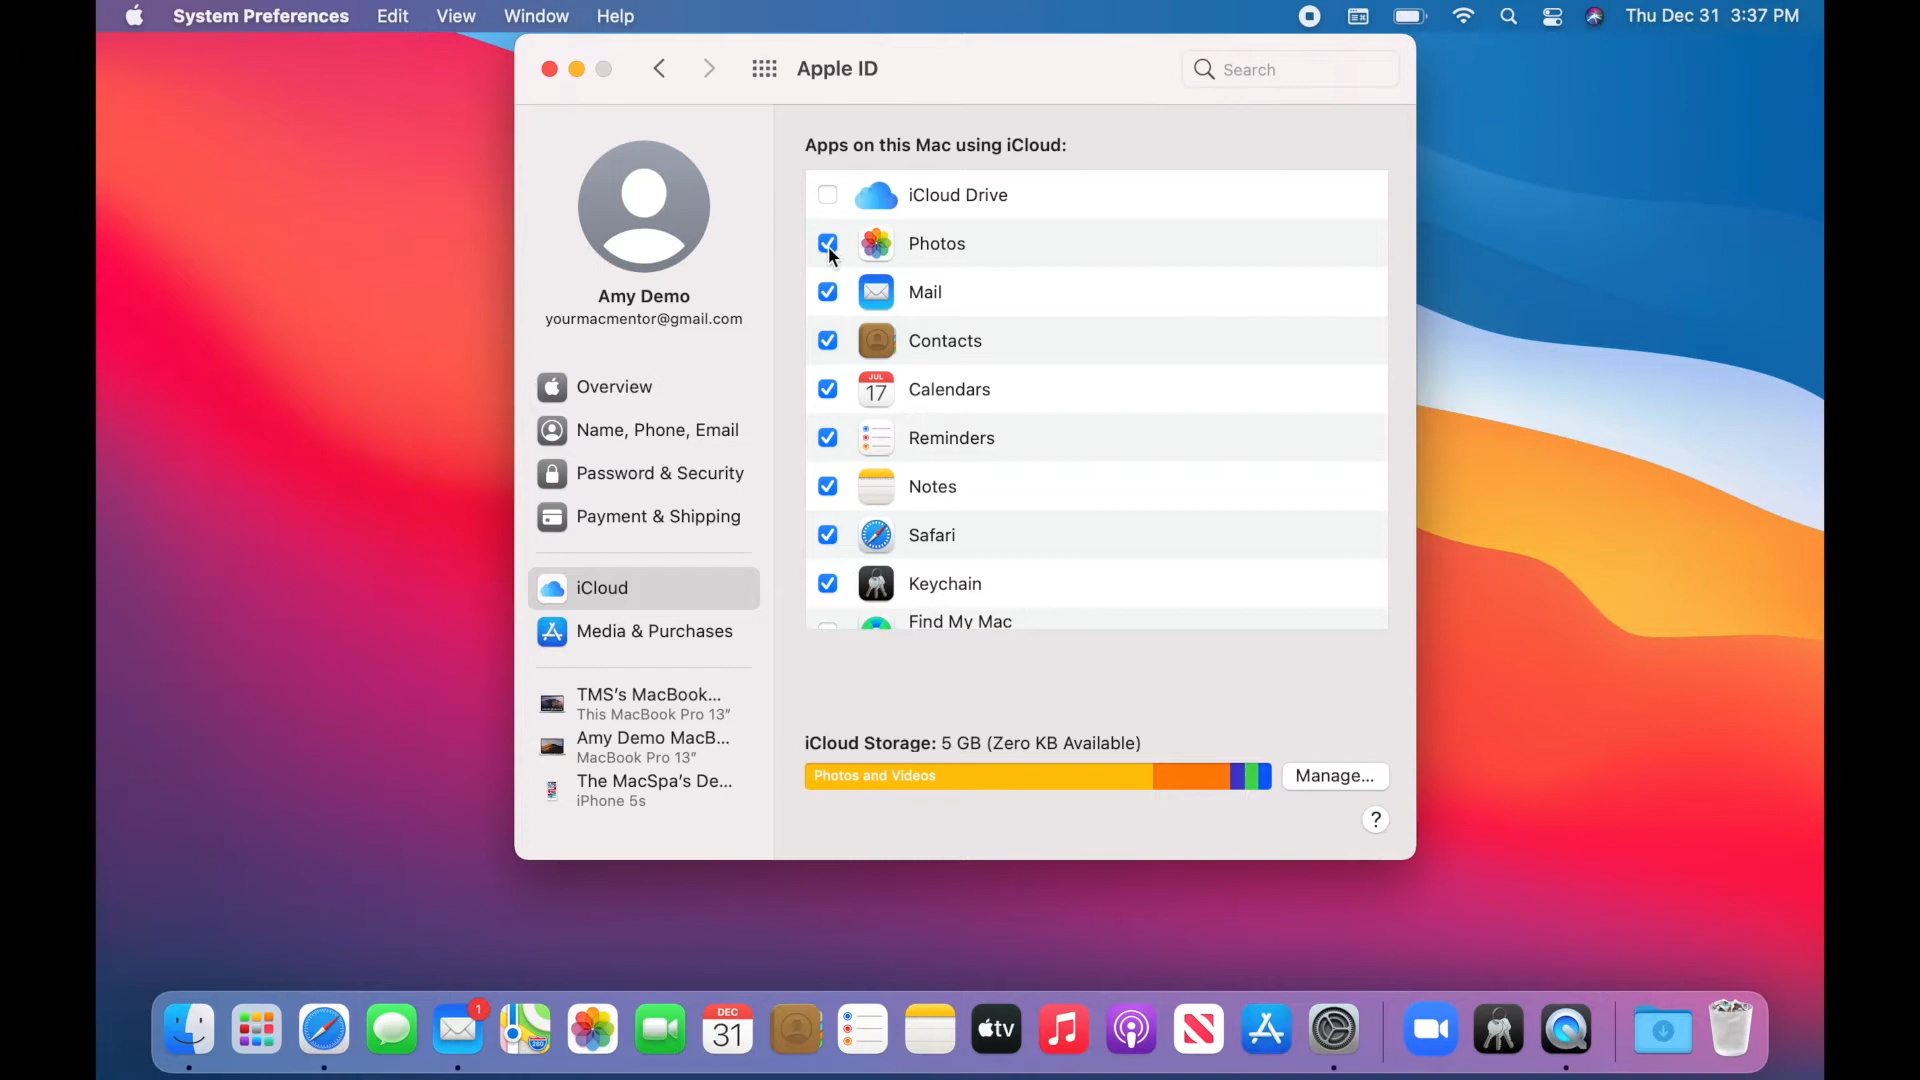 System Preferences Edit View Window Help Thu Dec 31 3:37 PM
Apple ID
Search
Amy Demo
yourmacmentor@gmail.com
Overview
Name, Phone, Email
Password & Security
Payment & Shipping
iCloud
Media & Purchases
TMS's MacBook...
This MacBook Pro 13"
Amy Demo MacB...
MacBook Pro 13"
The MacSpa's De...
iPhone 5s
Apps on this Mac using iCloud:
iCloud Drive
Photos
Mail
Contacts
JUL
17
Calendars
Reminders
Notes
Safari
Keychain
Find My Mac
iCloud Storage: 5 GB (Zero KB Available)
Photos and Videos
Manage...
?
1
280
DEC
31
tv